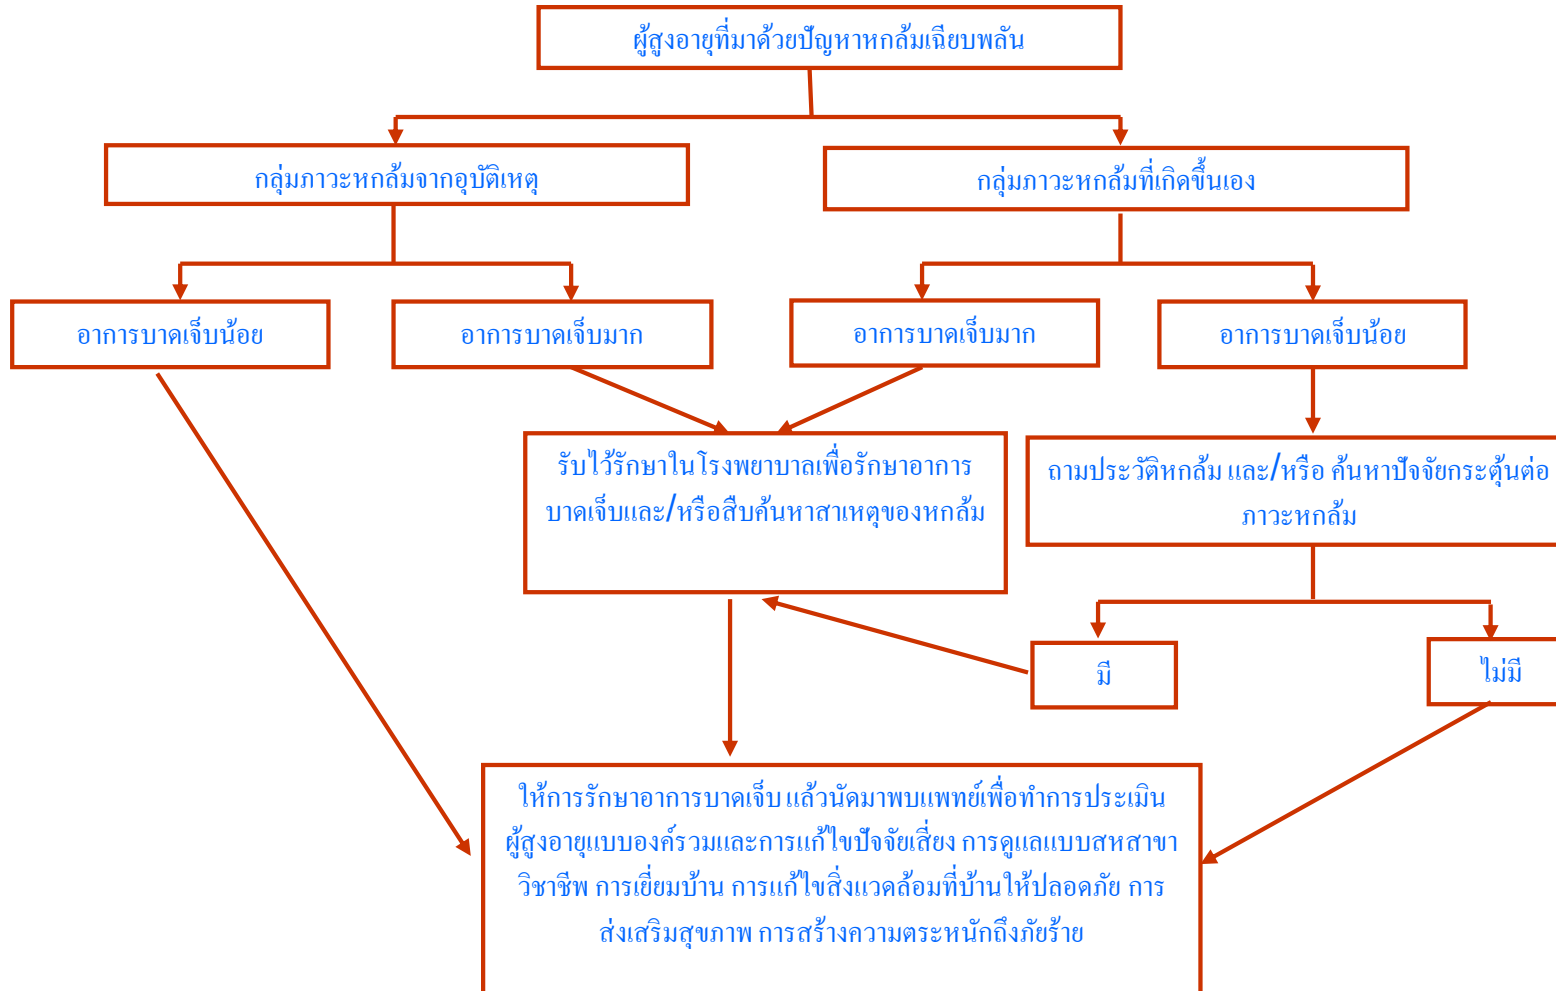 ผู้สูงอายุที่มาด้วยปัญหาหกล้มเฉียบพลัน
กลุ่มภาวะหกล้มจากอุบัติเหตุ
กลุ่มภาวะหกล้มที่เกิดขึ้นเอง
อาการบาดเจ็บน้อย
อาการบาดเจ็บมาก
อาการบาดเจ็บมาก
อาการบาดเจ็บน้อย
รับไว้รักษาในโรงพยาบาลเพื่อรักษาอาการ
บาดเจ็บและ/หรือสืบค้นหาสาเหตุของหกล้ม
ถามประวัติหกล้ม และ/หรือ ค้นหาปัจจัยกระตุ้นต่อ
ภาวะหกล้ม
มี
ไม่มี
ให้การรักษาอาการบาดเจ็บ แล้วนัดมาพบแพทย์เพื่อทำการประเมิน
ผู้สูงอายุแบบองค์รวมและการแก้ไขปัจจัยเสี่ยง การดูแลแบบสหสาขา
วิชาชีพ การเยี่ยมบ้าน การแก้ไขสิ่งแวดล้อมที่บ้านให้ปลอดภัย การ
ส่งเสริมสุขภาพ การสร้างความตระหนักถึงภัยร้าย